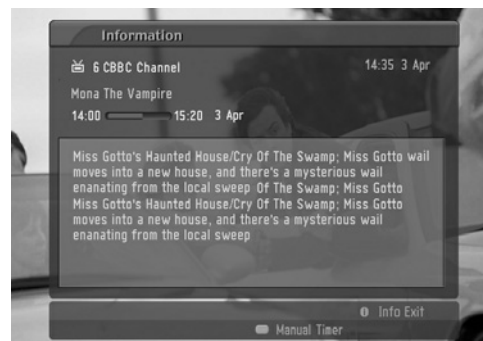 Information
6 CBBC Channel 14:35 3 Apr
Mona The Vampire
14:00 15:20 3 Apr
Miss Gotto's Haunted House/Cry Of The Swamp; Miss Gotto wail
moves into a new house, and there's a mysterious wail
enanating from the local sweep Of The Swamp; Miss Gotto
Miss Gotto's Haunted House/Cry Of The Swamp; Miss Gotto
moves into a new house, and there's a mysterious wail
enanating from the local sweep
i Info Exit
Manual Timer